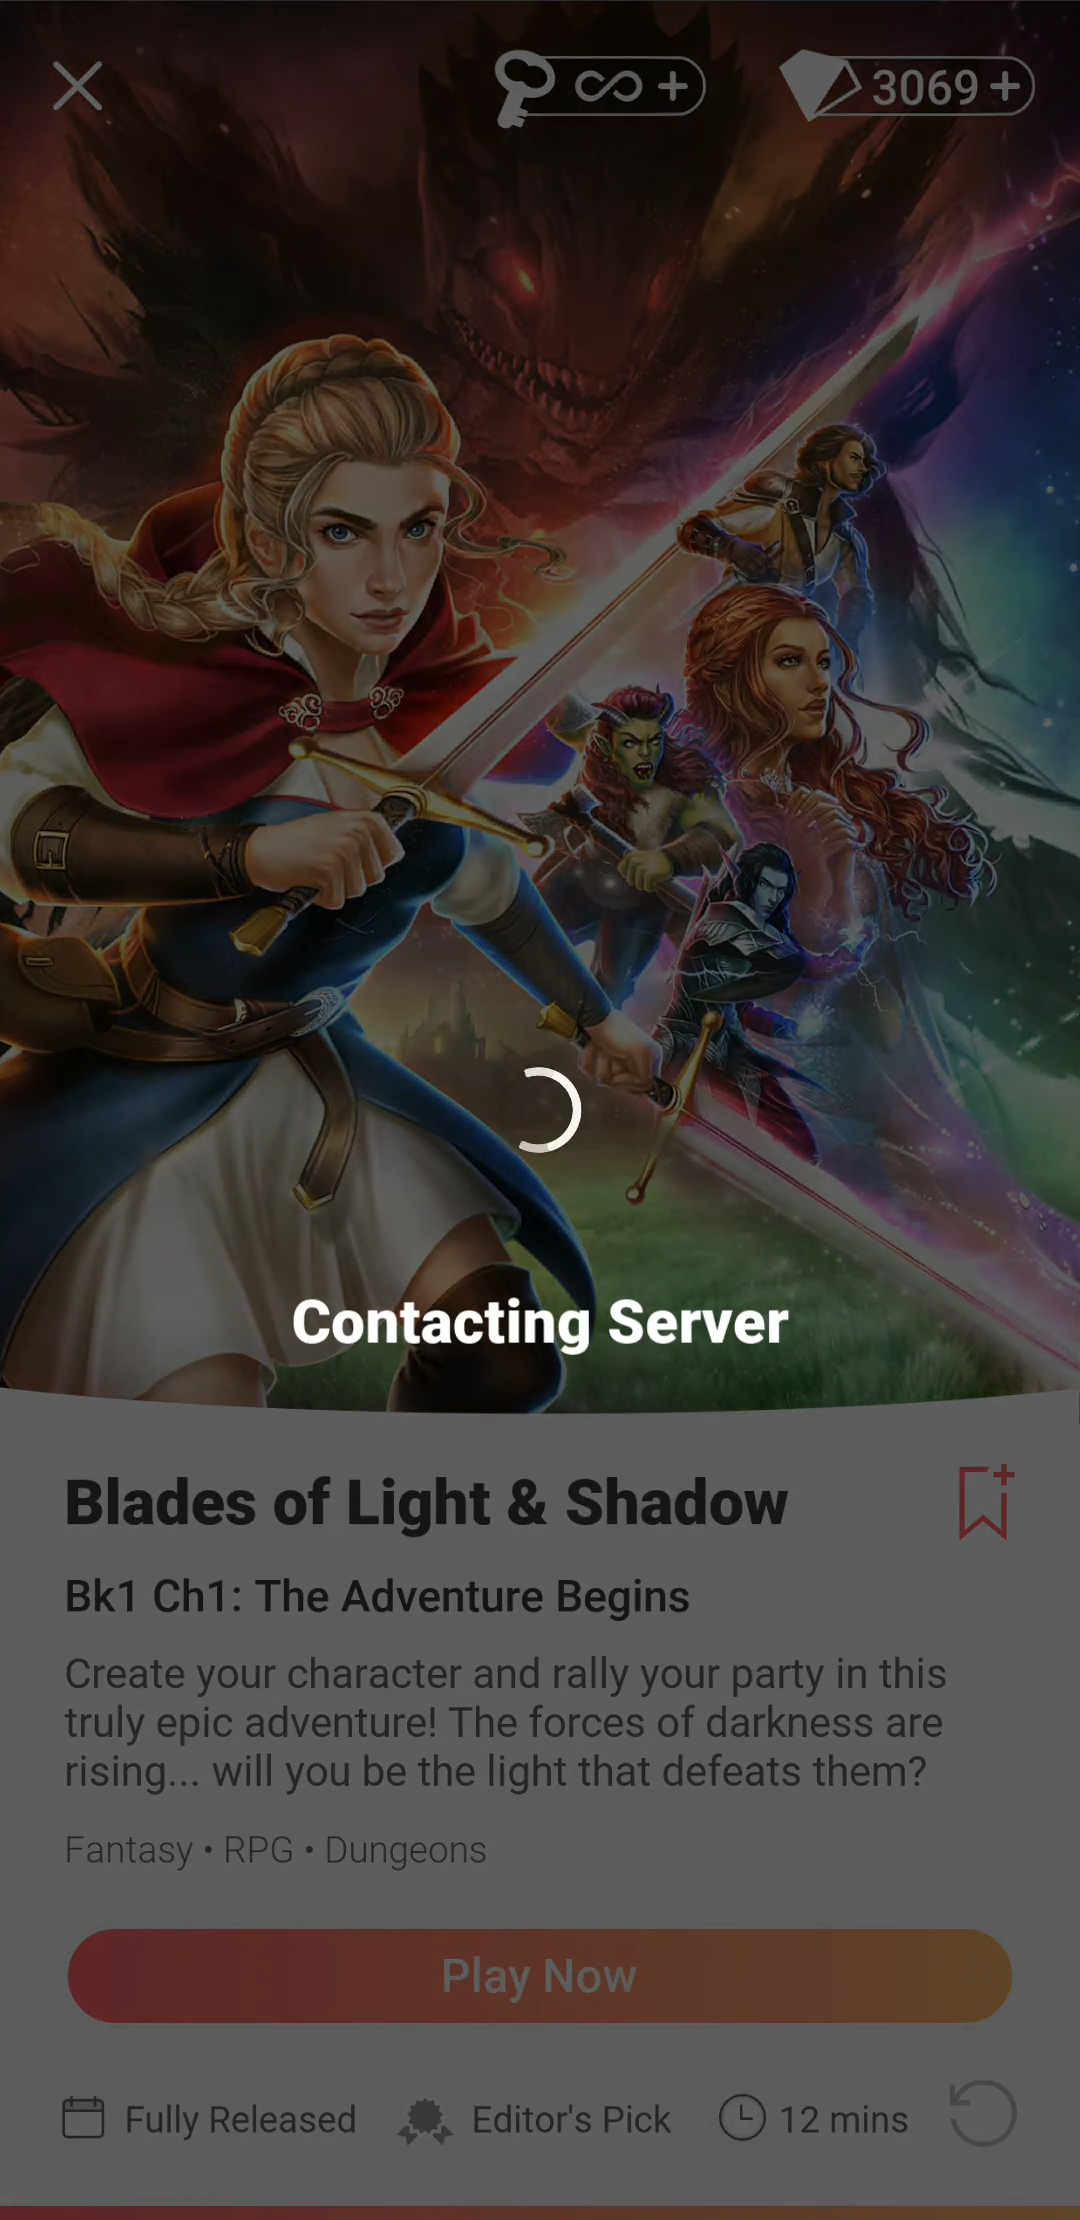 ∞ +
3069 +
Contacting Server
Blades of Light & Shadow
Bk1 Ch1: The Adventure Begins
Create your character and rally your party in this
truly epic adventure! The forces of darkness are
rising... will you be the light that defeats them?
Fantasy • RPG • Dungeons
Play Now
Fully Released
Editor's Pick
12 mins